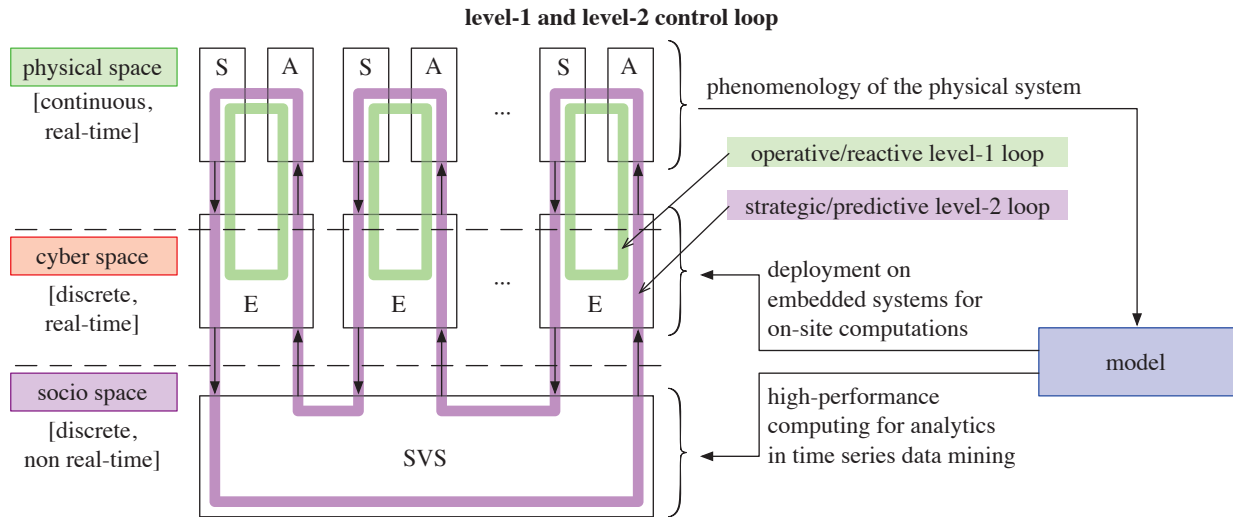 level-1 and level-2 control loop
physical space
[continuous,
real-time]
S A S A ... S A
phenomenology of the physical system
operative/reactive level-1 loop
strategic/predictive level-2 loop
cyber space
[discrete,
real-time]
E E ... E
deployment on
embedded systems for
on-site computations
model
socio space
[discrete,
non real-time]
SVS
high-performance
computing for analytics
in time series data mining